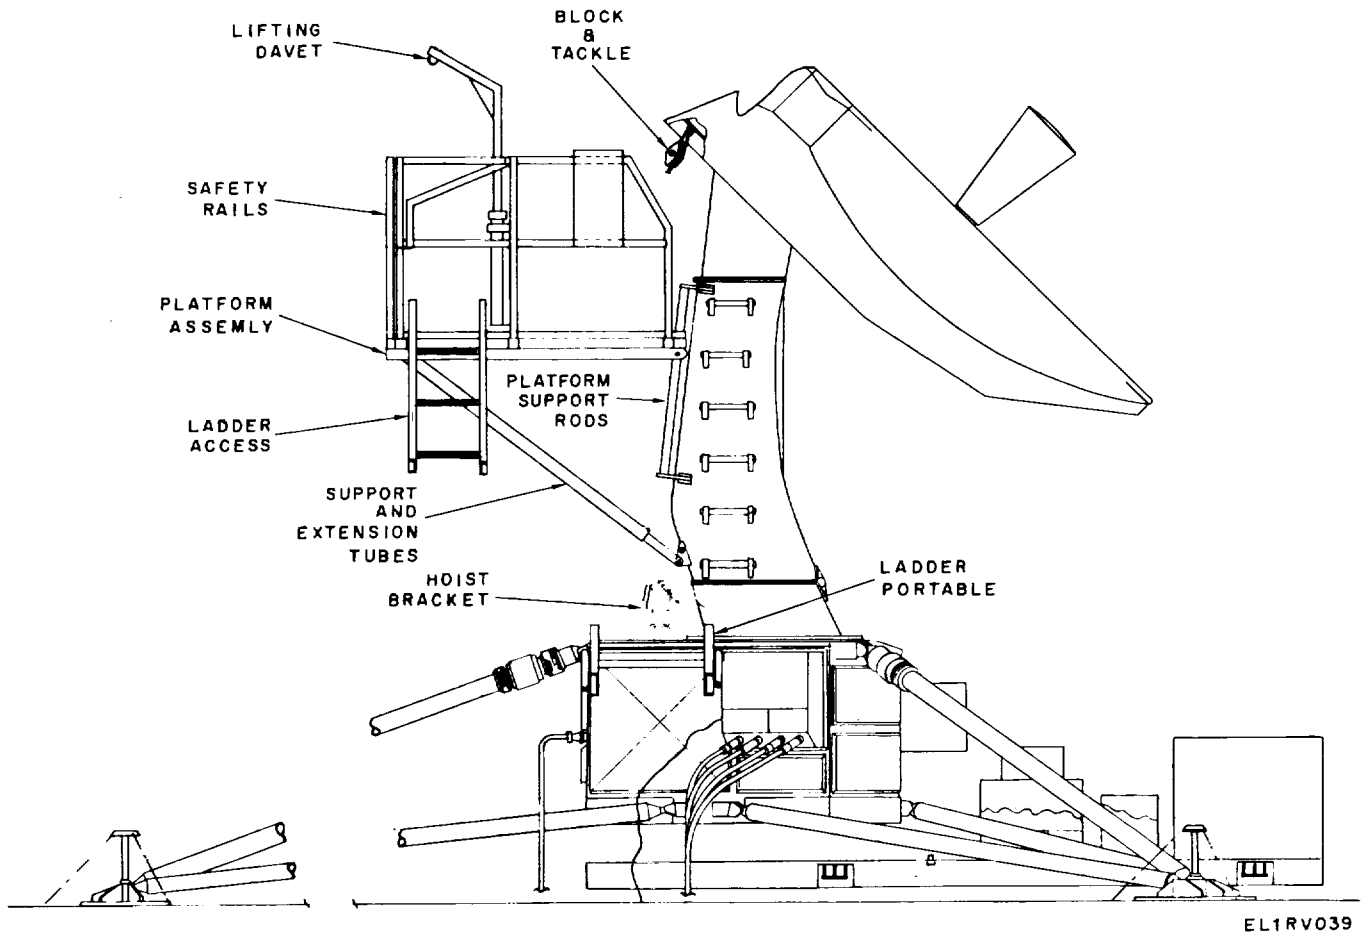 LIFTING
DAVET
BLOCK
&
TACKLE
SAFETY
RAILS
PLATFORM
ASSEMLY
PLATFORM
SUPPORT
RODS
LADDER
ACCESS
SUPPORT
AND
EXTENSION
TUBES
HOIST
BRACKET
LADDER
PORTABLE
EL1RV039